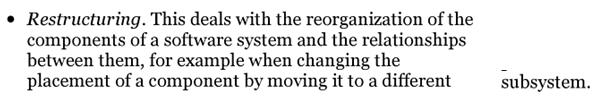 • Restructuring. This deals with the reorganization of the
components of a software system and the relationships
between them, for example when changing the
placement of a component by moving it to a different subsystem.